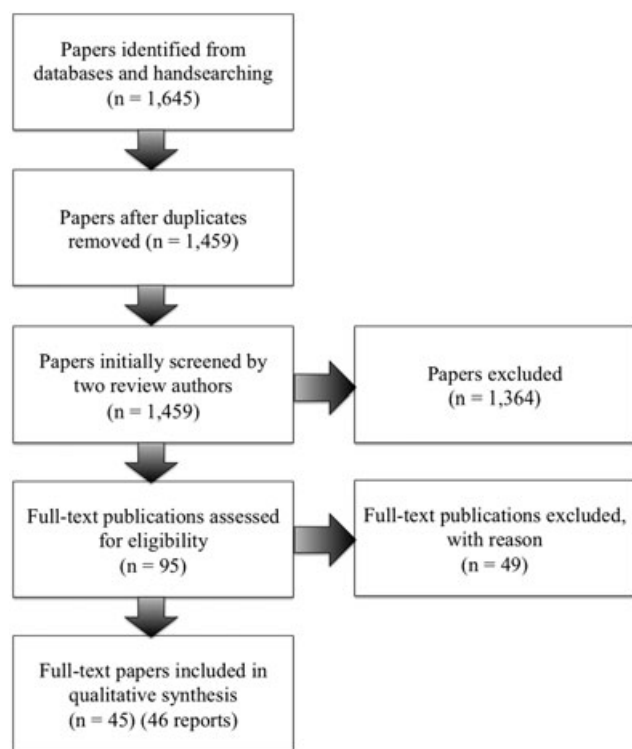 Papers identified from
databases and handsearching
(n = 1,645)
Papers after duplicates
removed (n = 1,459)
Papers initially screened by
two review authors
(n = 1,459)
Papers excluded
(n = 1,364)
Full-text publications assessed
for eligibility
(n = 95)
Full-text publications excluded,
with reason
(n = 49)
Full-text papers included in
qualitative synthesis
(n = 45) (46 reports)